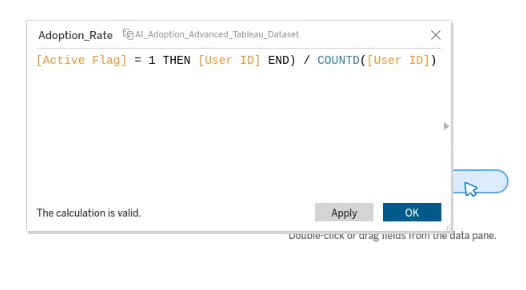 Adoption_Rate AI_Adoption_Advanced_Tableau_Dataset
[Active Flag] = 1 THEN [User ID] END) / COUNTD([User ID])
The calculation is valid. Apply OK
Double-click or drag fields from the data pane.